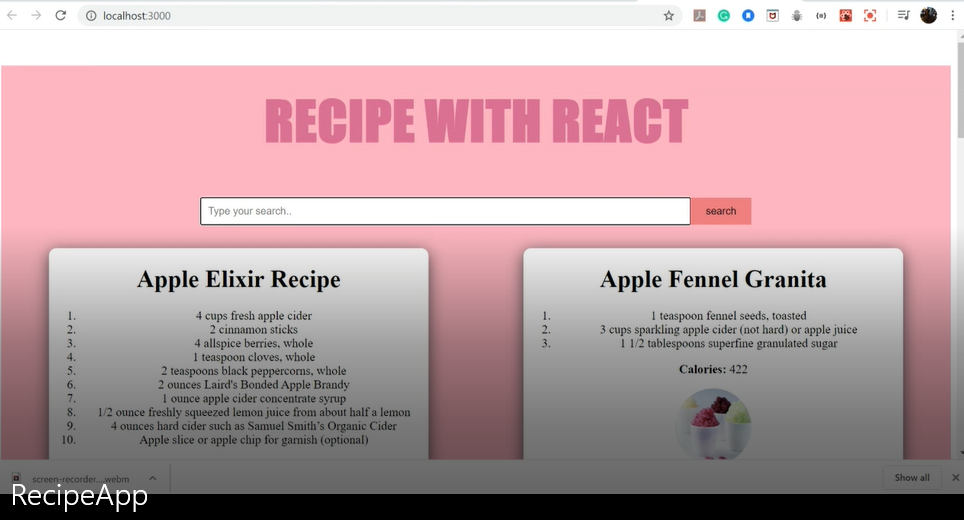 localhost:3000
RECIPE WITH REACT
Type your search..
search
Apple Elixir Recipe
1. 4 cups fresh apple cider
2. 2 cinnamon sticks
3. 4 allspice berries, whole
4. 1 teaspoon cloves, whole
5. 2 teaspoons black peppercorns, whole
6. 2 ounces Laird's Bonded Apple Brandy
7. 1 ounce apple cider concentrate syrup
8. 1/2 ounce freshly squeezed lemon juice from about half a lemon
9. 4 ounces hard cider such as Samuel Smith’s Organic Cider
10. Apple slice or apple chip for garnish (optional)
Apple Fennel Granita
1. 1 teaspoon fennel seeds, toasted
2. 3 cups sparkling apple cider (not hard) or apple juice
3. 1 1/2 tablespoons superfine granulated sugar
Calories: 422
screen-recorder....webm
Show all
RecipeApp